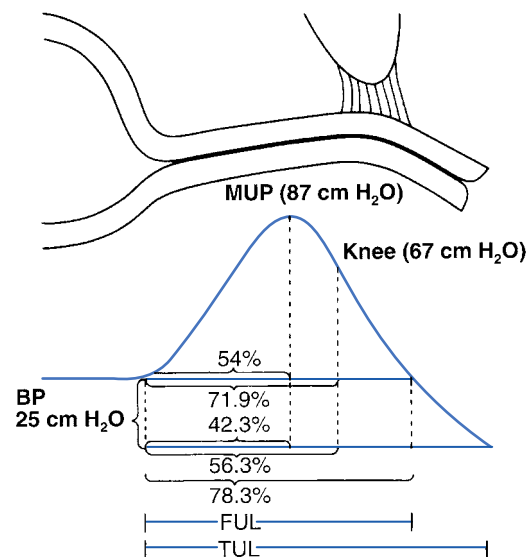 MUP (87 cm H₂O)
Knee (67 cm H₂O)
54%
71.9%
BP
25 cm H₂O
42.3%
56.3%
78.3%
FUL
TUL